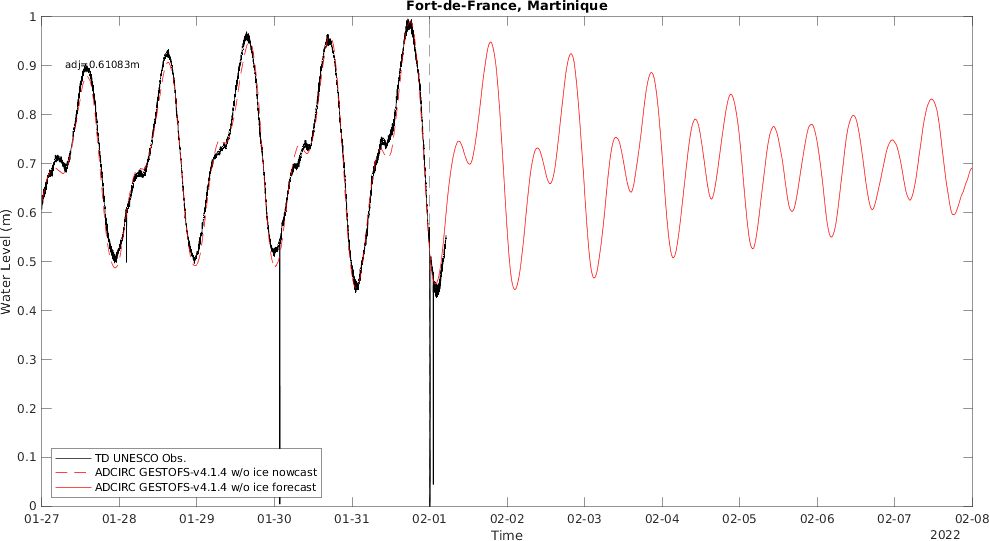 Fort-de-France, Martinique
1
0.9
0.8
0.7
0.6
0.5
0.4
0.3
0.2
0.1
0
Water Level (m)
adj=0.61083m
TD UNESCO Obs.
ADCIRC GESTOFS-v4.1.4 w/o ice nowcast
ADCIRC GESTOFS-v4.1.4 w/o ice forecast
01-27 01-28 01-29 01-30 01-31 02-01 02-02 02-03 02-04 02-05 02-06 02-07 02-08
Time
2022